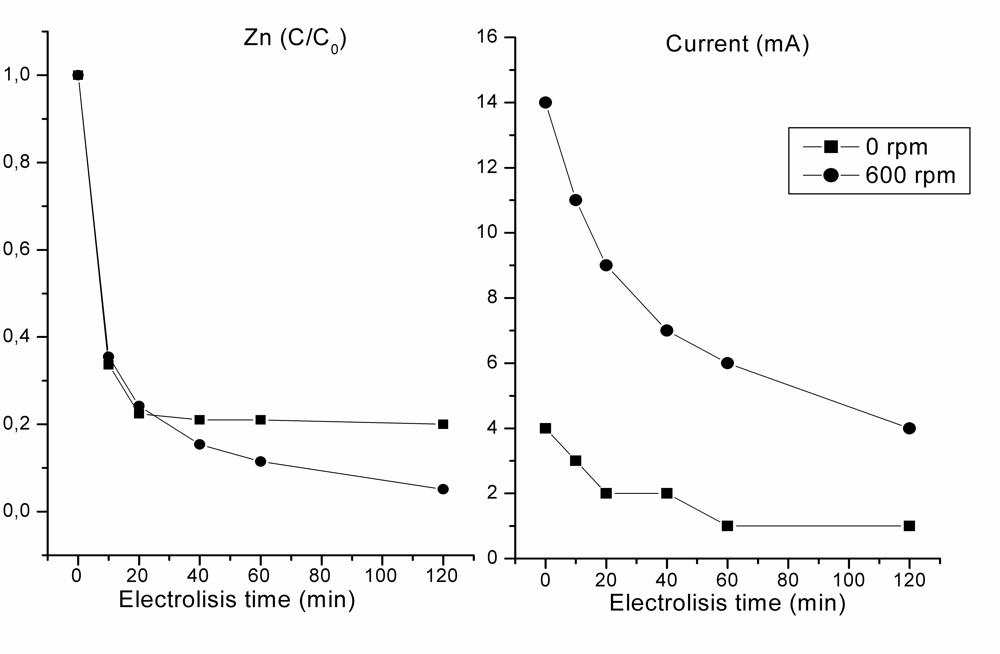 Zn (C/C0)
1,0
0,8
0,6
0,4
0,2
0,0
0 20 40 60 80 100 120
Electrolisis time (min)
Current (mA)
16
14
12
10
8
6
4
2
0
0 rpm
600 rpm
0 20 40 60 80 100 120
Electrolisis time (min)